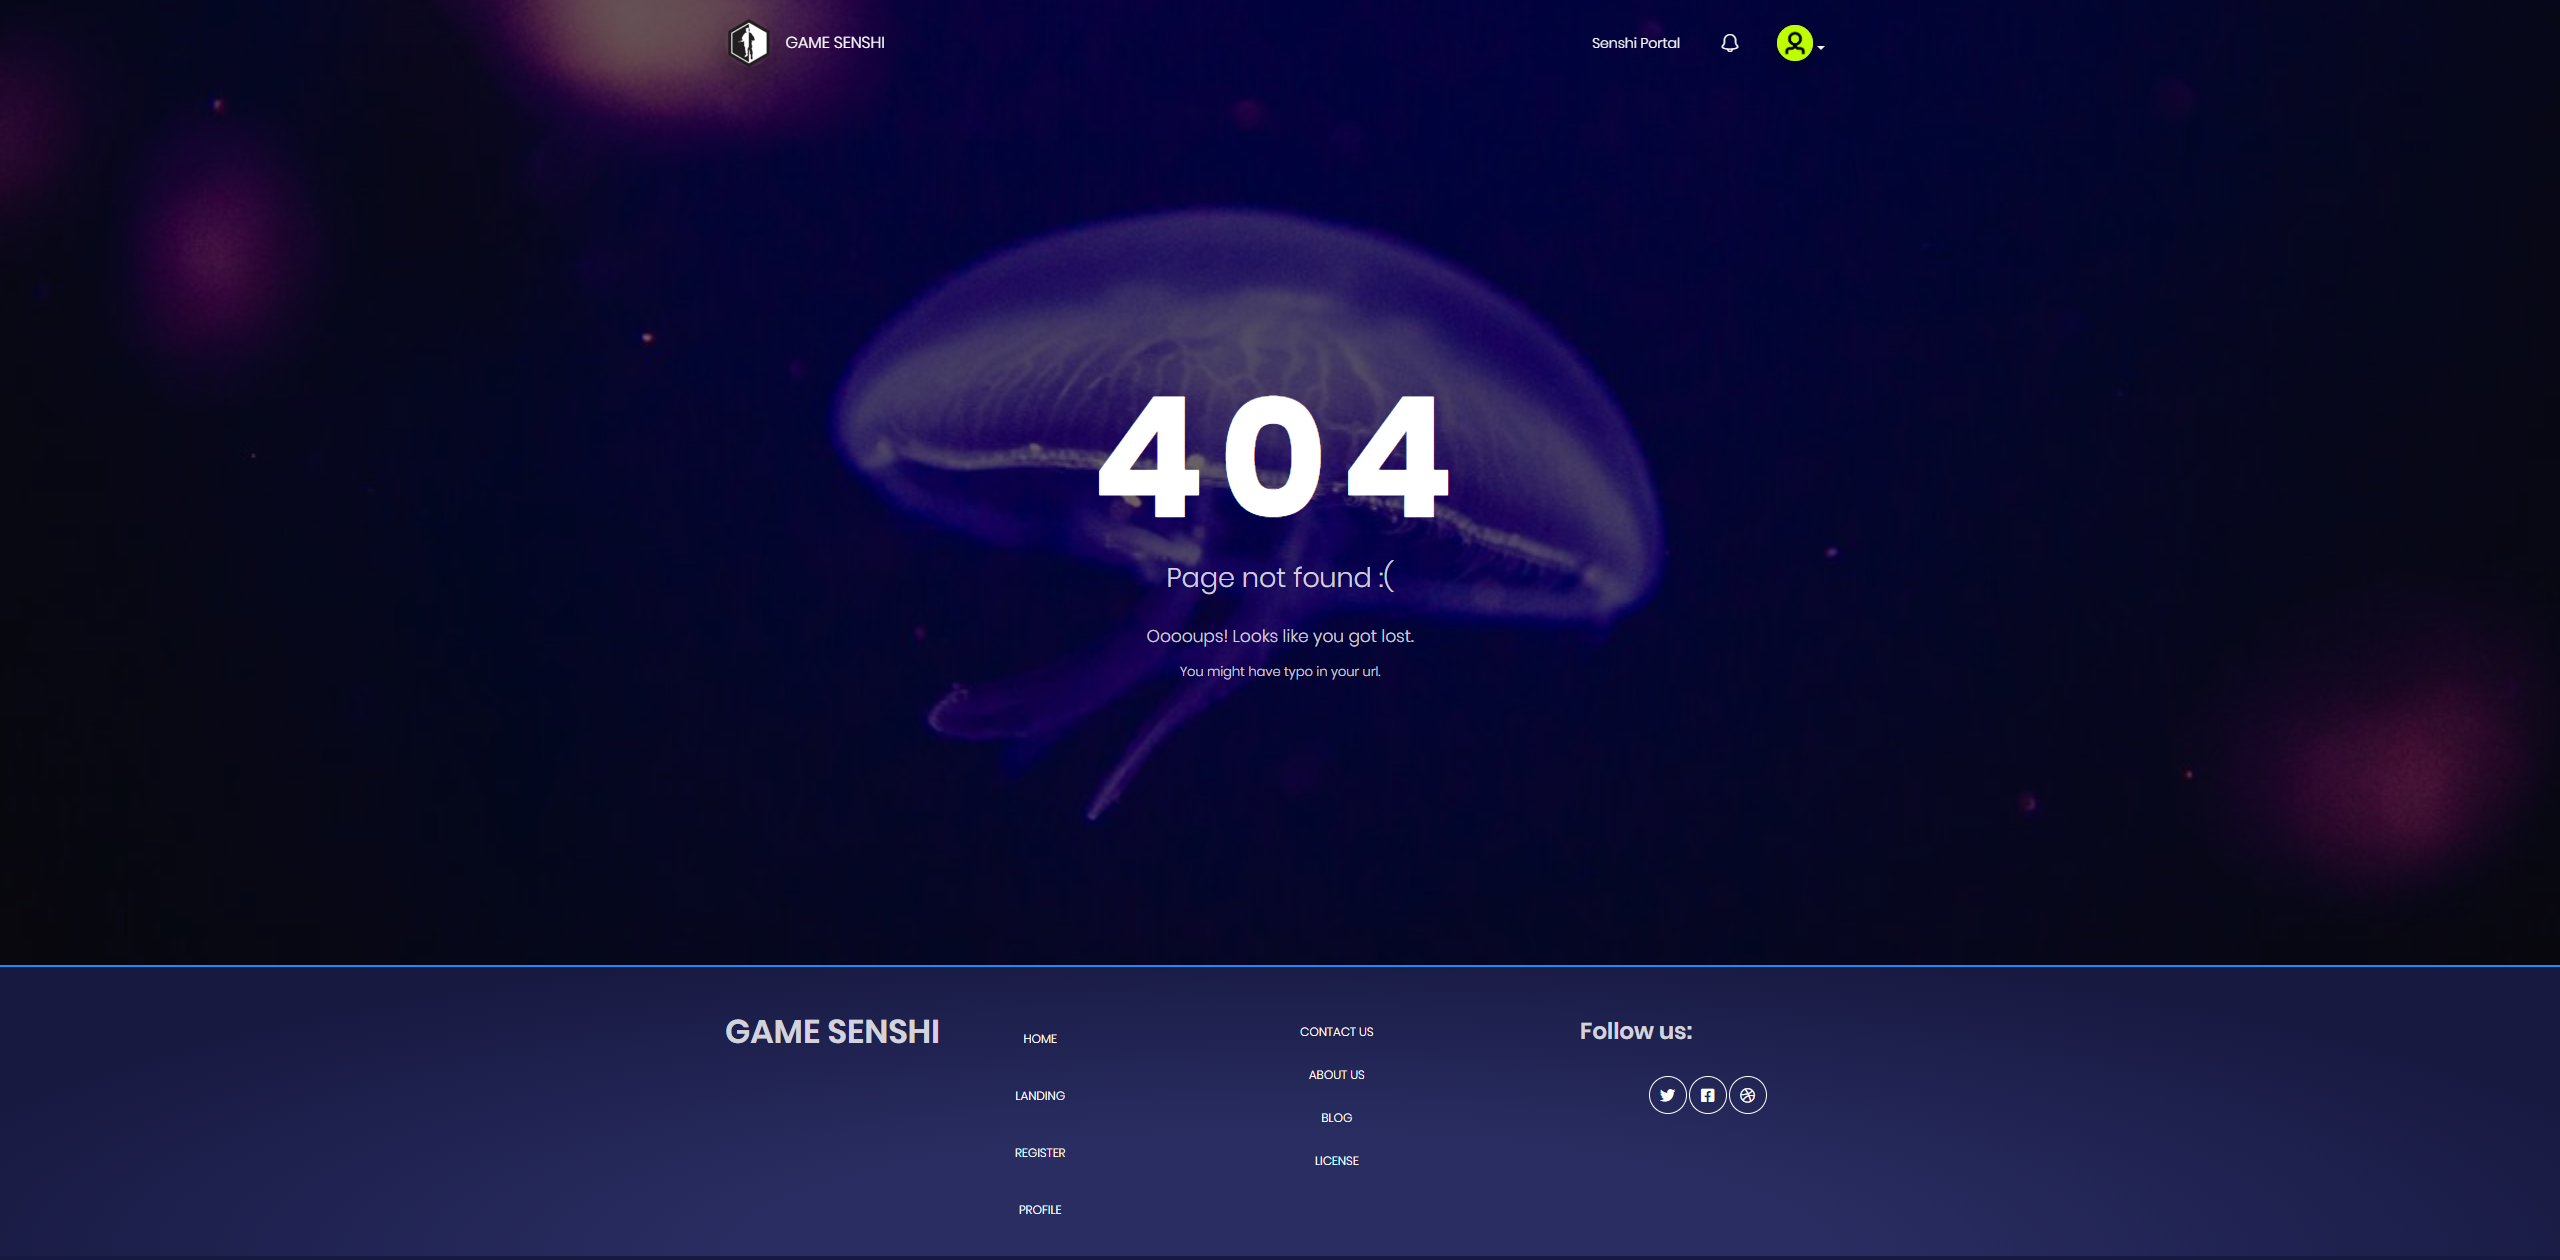 GAME SENSHI
Senshi Portal
404
Page not found :(
Ooooups! Looks like you got lost.
You might have typo in your url.
GAME SENSHI
HOME
LANDING
REGISTER
PROFILE
CONTACT US
ABOUT US
BLOG
LICENSE
Follow us: